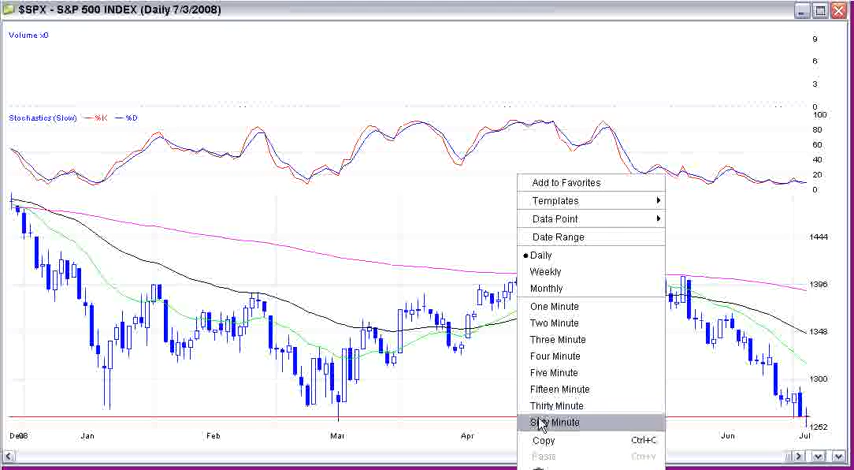 $SPX - S&P 500 INDEX (Daily 7/3/2008)
Volume x0
9
6
3
0
Stochastics (Slow) %K %D
100
80
60
40
20
0
Add to Favorites
Templates
Data Point
Date Range
Daily
Weekly
Monthly
One Minute
Two Minute
Three Minute
Four Minute
Five Minute
Fifteen Minute
Thirty Minute
Minute
Copy Ctrl+C
Paste Ctrl+v
1444
1396
1348
1300
1252
Jan Feb Mar Apr Jun Jul